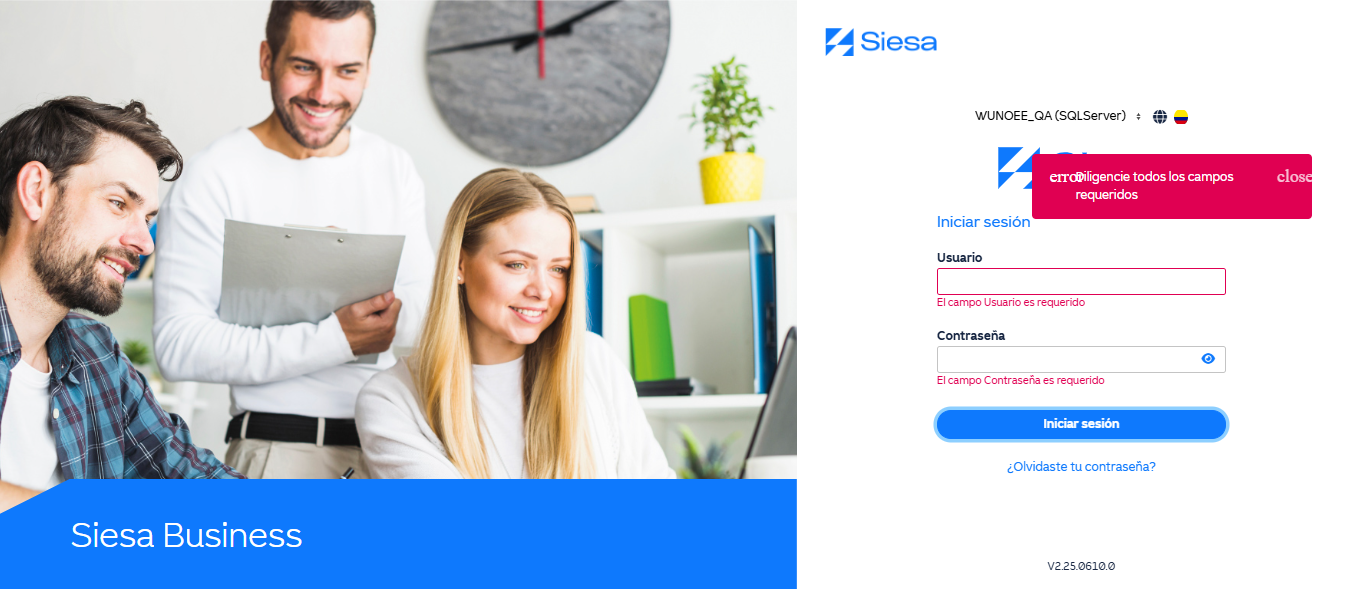 Siesa
WUNOEE_QA (SQLServer)
error
Diligencie todos los campos
requeridos
close
Iniciar sesión
Usuario
El campo Usuario es requerido
Contraseña
El campo Contraseña es requerido
Iniciar sesión
¿Olvidaste tu contraseña?
Siesa Business
V2.25.0610.0